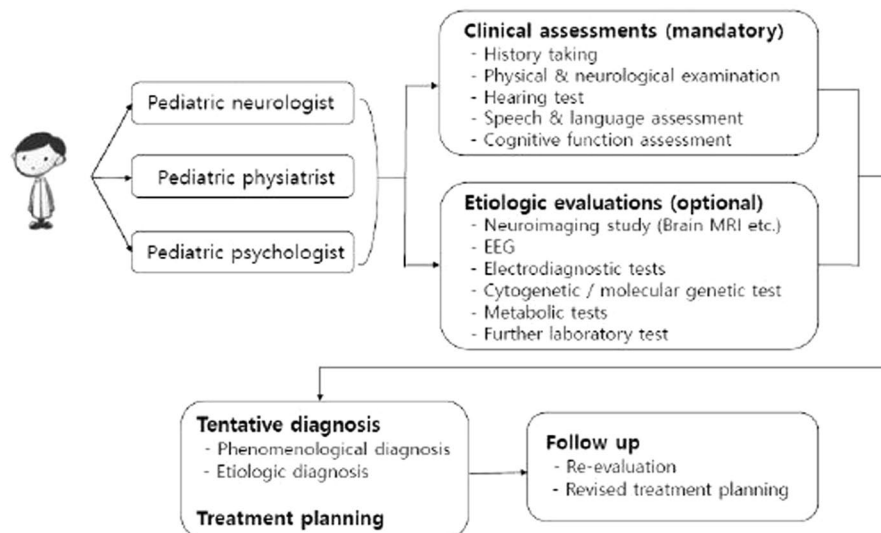 Pediatric neurologist
Pediatric physiatrist
Pediatric psychologist
Clinical assessments (mandatory)
- History taking
- Physical & neurological examination
- Hearing test
- Speech & language assessment
- Cognitive function assessment
Etiologic evaluations (optional)
- Neuroimaging study (Brain MRI etc.)
- EEG
- Electrodiagnostic tests
- Cytogenetic / molecular genetic test
- Metabolic tests
- Further laboratory test
Tentative diagnosis
- Phenomenological diagnosis
- Etiologic diagnosis
Treatment planning
Follow up
- Re-evaluation
- Revised treatment planning